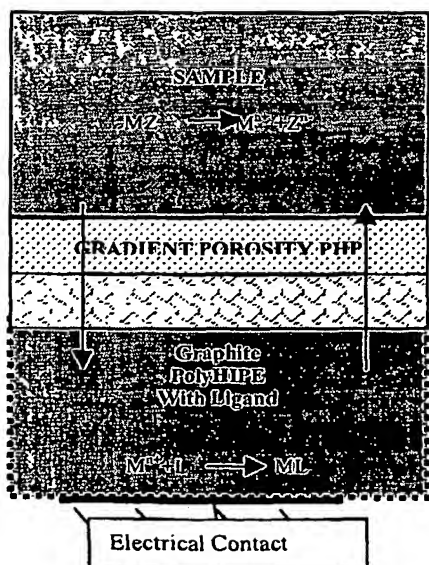 SAMPLE
MZ → M + Z
GRADIENT POROSITY PHP
Graphite
PolyHIPE
With Ligand
M + L → ML
Electrical Contact